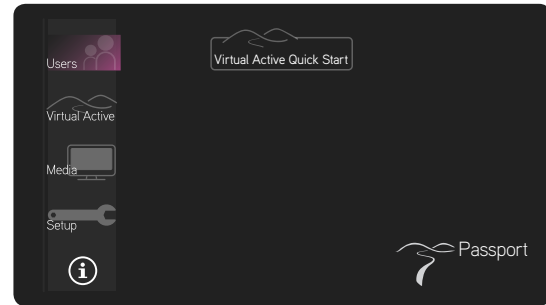 Users
Virtual Active Quick Start
Virtual Active
Media
Setup
i
Passport